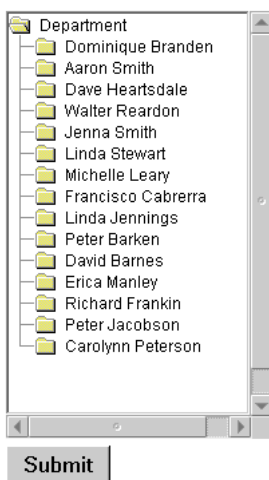 Department
Dominique Branden
Aaron Smith
Dave Heartsdale
Walter Reardon
Jenna Smith
Linda Stewart
Michelle Leary
Francisco Cabrerra
Linda Jennings
Peter Barken
David Barnes
Erica Manley
Richard Frankin
Peter Jacobson
Carolynn Peterson
Submit